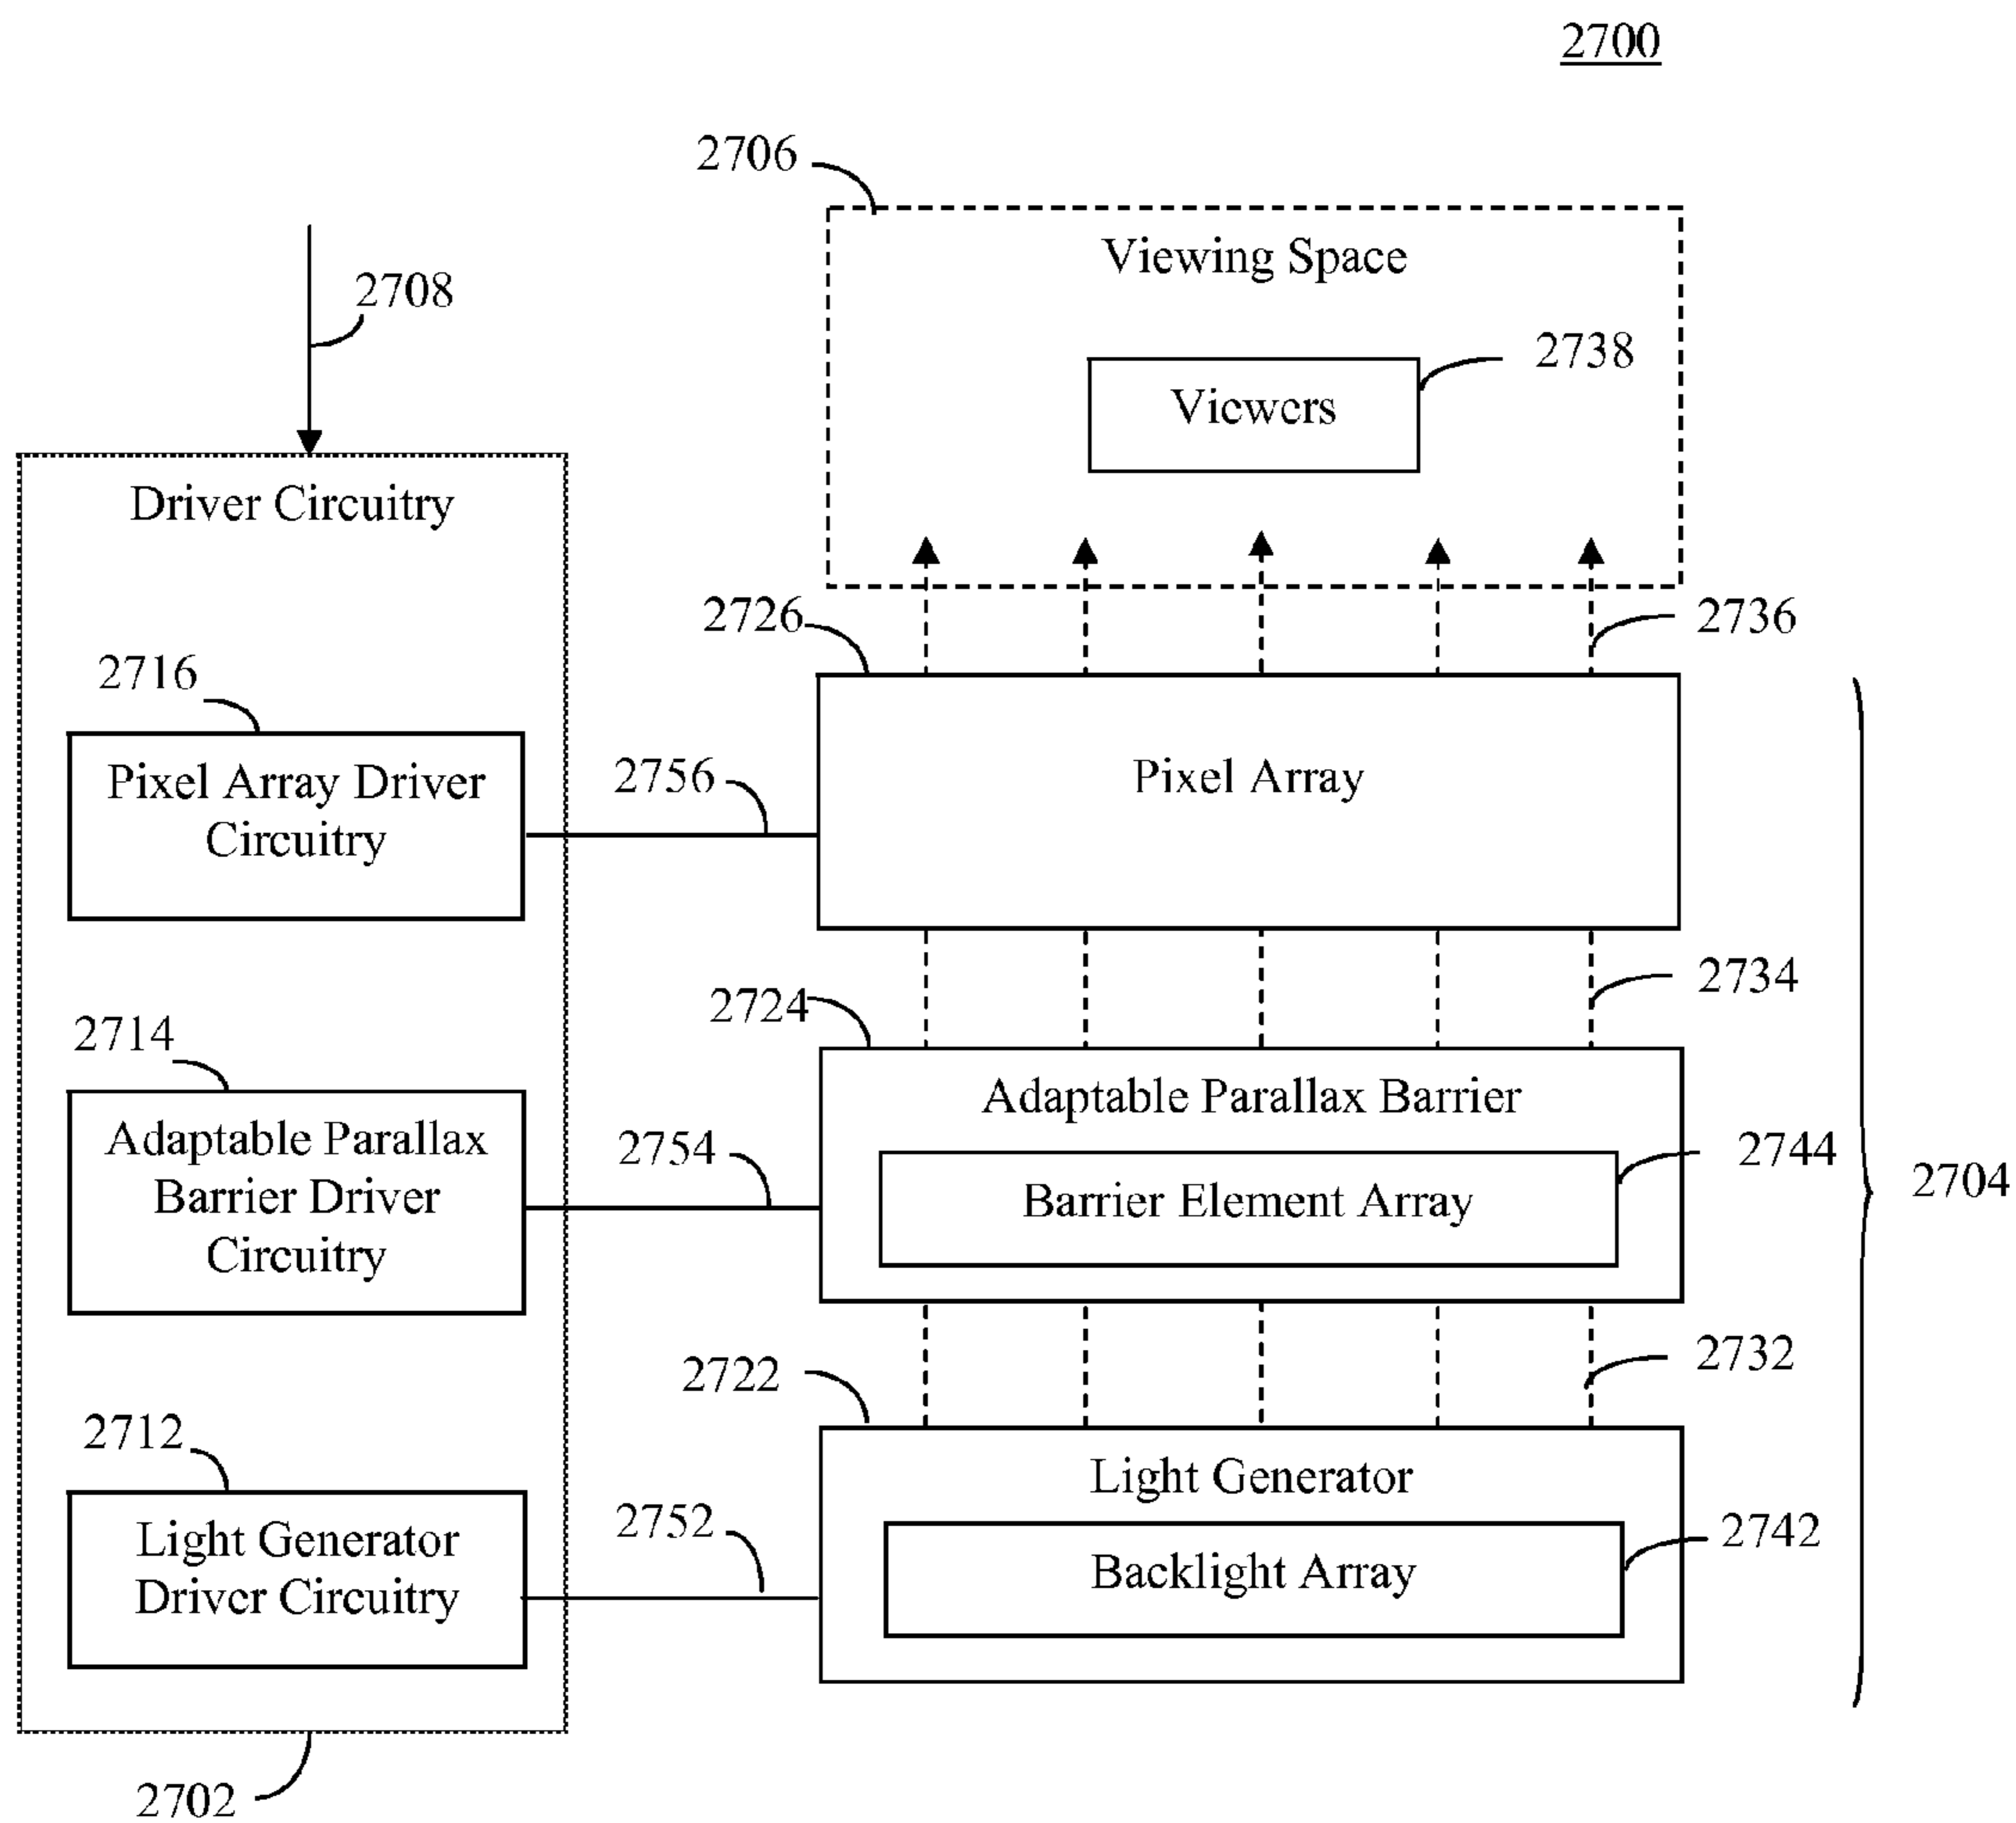 2700
2706
Viewing Space
2708
2738
Viewers
Driver Circuitry
2726
2736
2716
Pixel Array Driver
Circuitry
2756
Pixel Array
2734
2724
2714
Adaptable Parallax Barrier
Adaptable Parallax
Barrier Driver
Circuitry
2754
2744
Barrier Element Array
2704
2732
2722
2712
Light Generator
Light Generator
Driver Circuitry
2752
2742
Backlight Array
2702